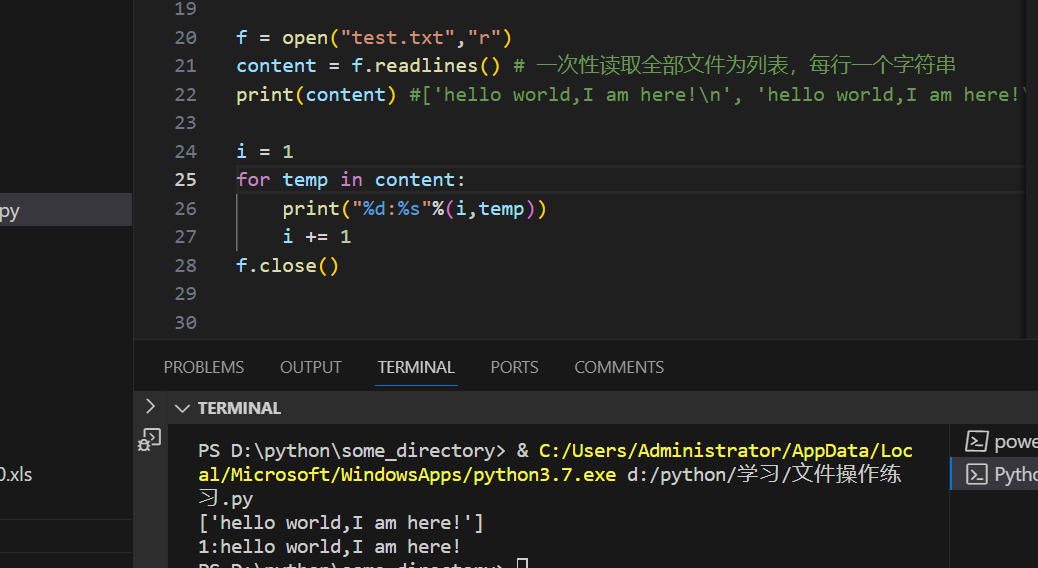 19
20 f = open("test.txt","r")
21 content = f.readlines() # 一次性读取全部文件为列表，每行一个字符串
22 print(content) #['hello world,I am here!\n', 'hello world,I am here!\
23
24 i = 1
25 for temp in content:
py
26 print("%d:%s"%(i,temp))
27 i += 1
28 f.close()
29
30
PROBLEMS OUTPUT TERMINAL PORTS COMMENTS
TERMINAL
PS D:\python\some_directory> & C:/Users/Administrator/AppData/Loc
al/Microsoft/WindowsApps/python3.7.exe d:/python/学习/文件操作练
习.py
['hello world,I am here!']
1:hello world,I am here!
PS D:\python\some_directory>
0.xls
powe
Pytho